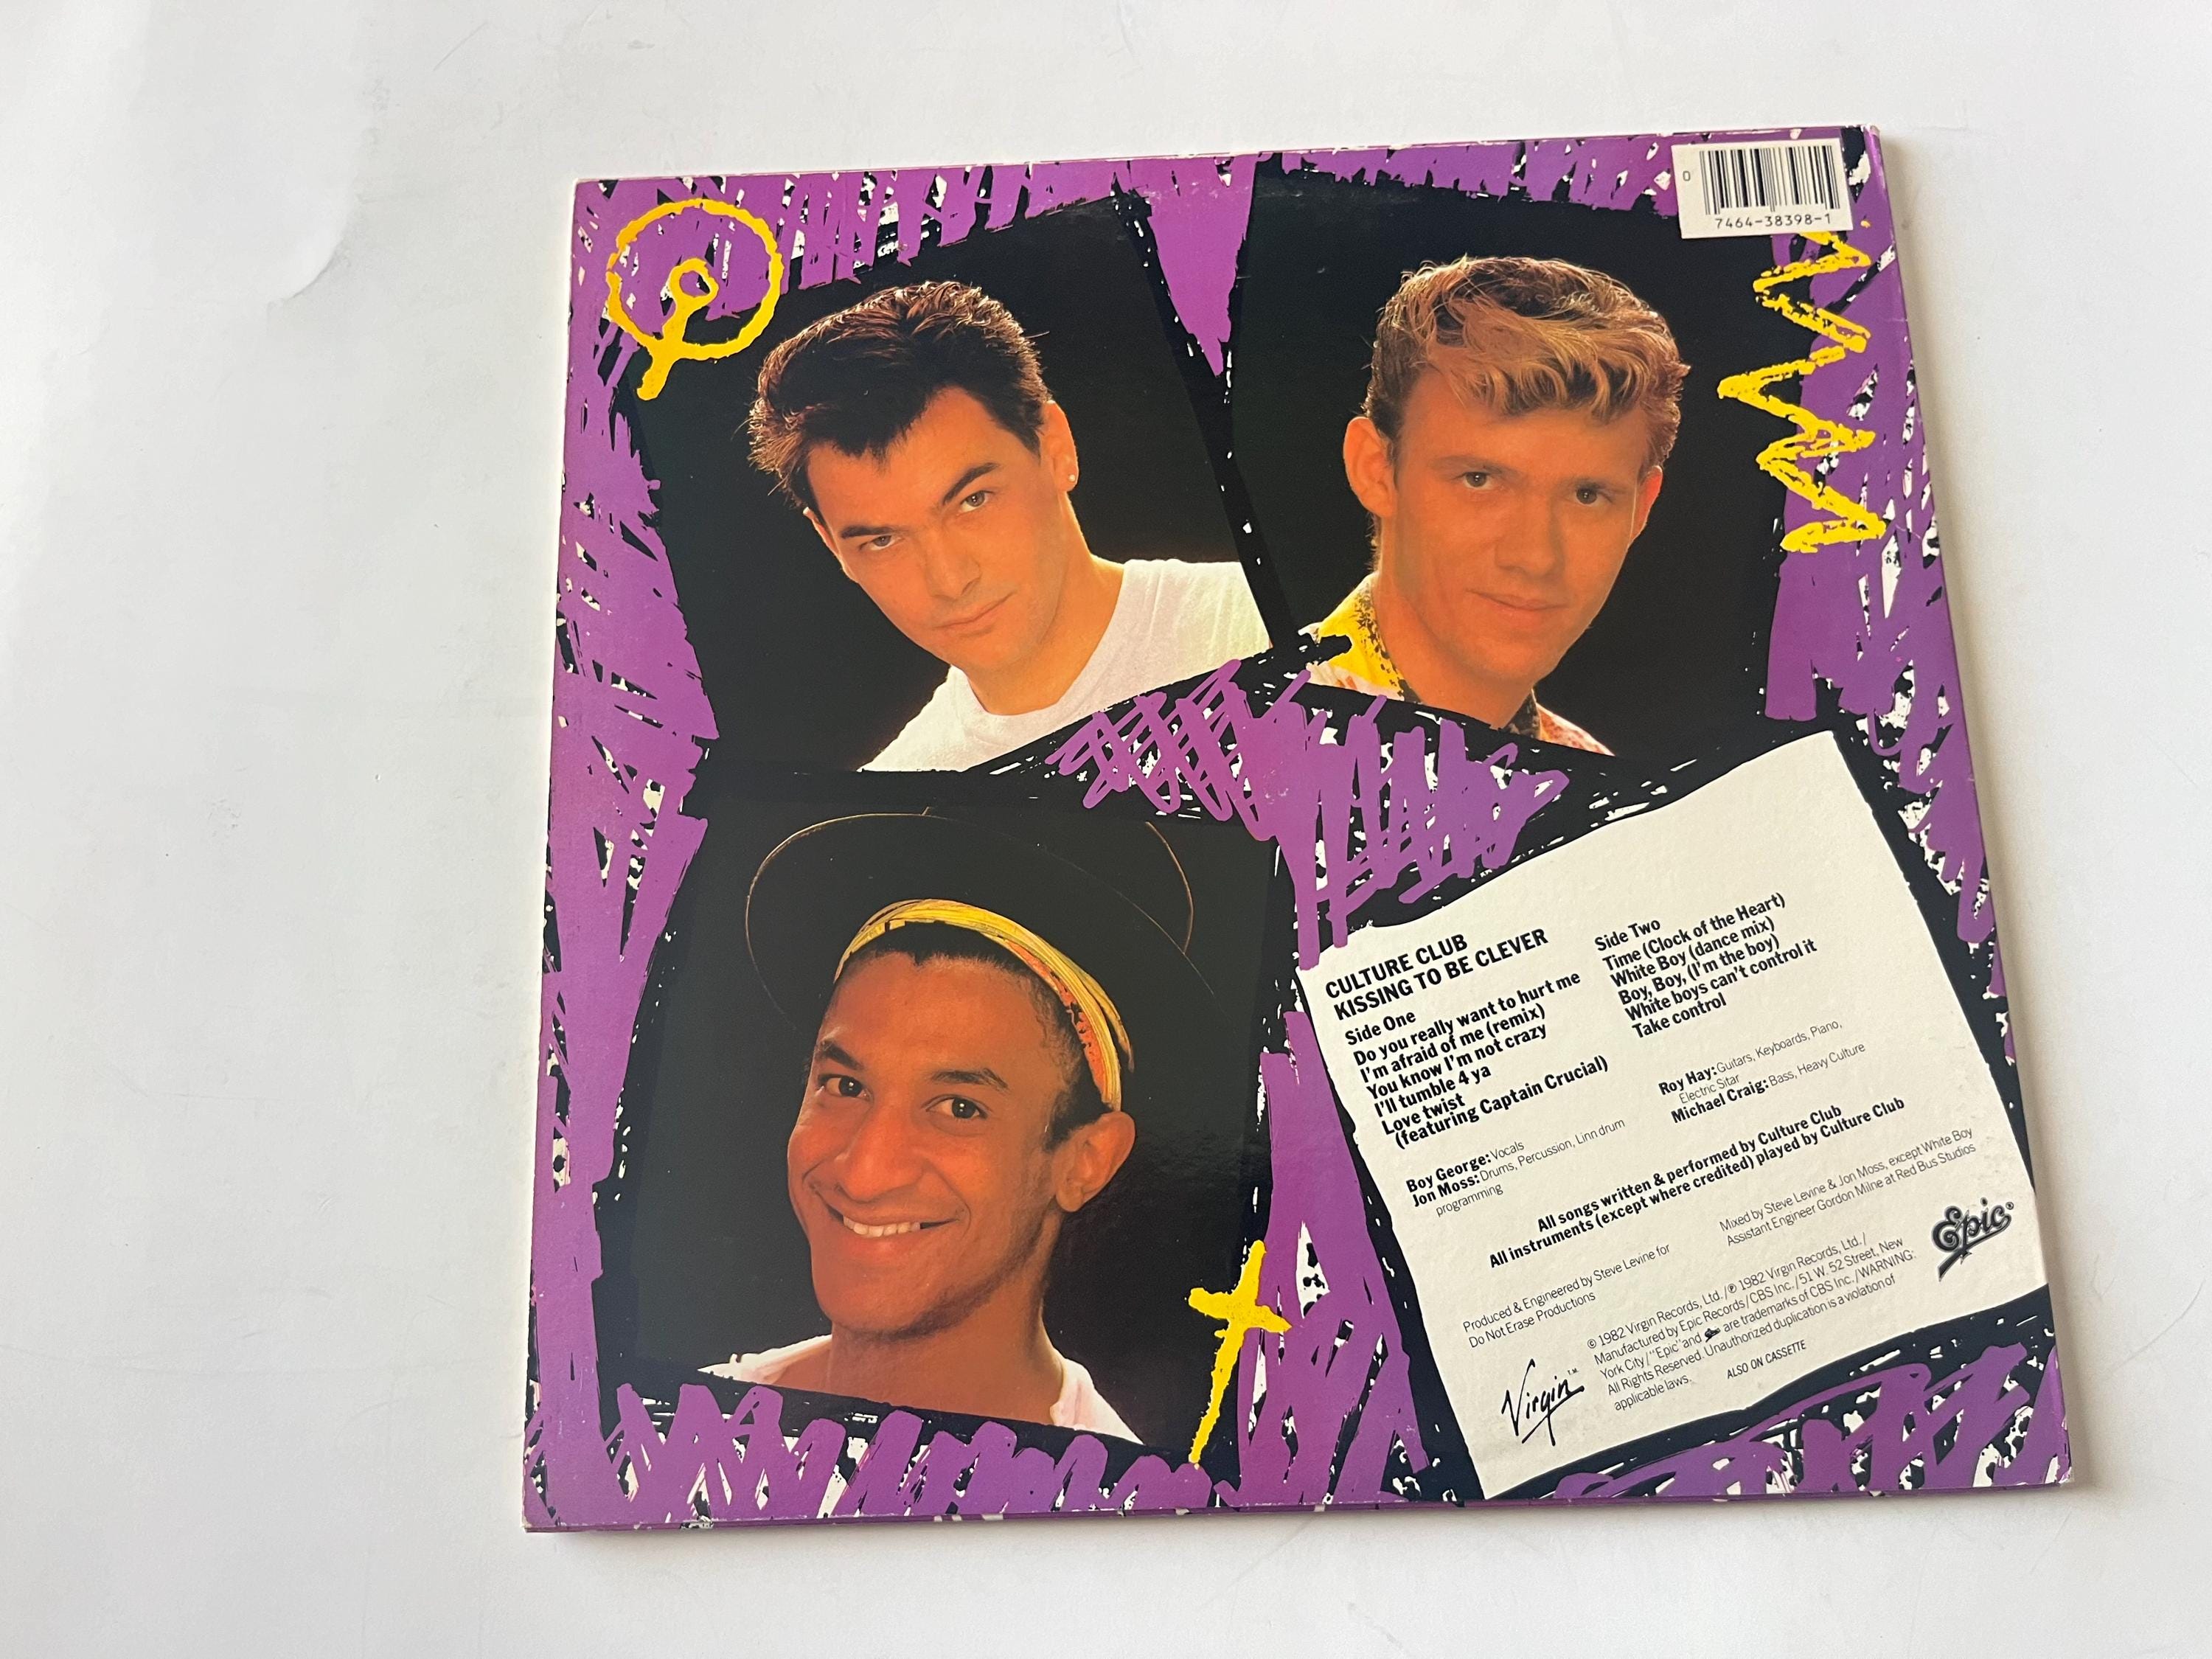 0
7464-38398-1
CULTURE CLUB
KISSING TO BE CLEVER
Side One
Do you really want to hurt me
I'm afraid of me (remix)
You know I'm not crazy
I'll tumble 4 ya
Love twist
(featuring Captain Crucial)
Side Two
Time (Clock of the Heart)
White Boy (dance mix)
Boy, Boy, (I'm the boy)
White boys can't control it
Take control
Boy George: Vocals
Jon Moss: Drums, Percussion, Linn drum
programming
Roy Hay: Guitars, Keyboards, Piano,
Electric Sitar
Michael Craig: Bass, Heavy Culture
All songs written & performed by Culture Club
All instruments (except where credited) played by Culture Club
Produced & Engineered by Steve Levine for
Do Not Erase Productions
Mixed by Steve Levine & Jon Moss, except White Boy
Assistant Engineer Gordon Milne at Red Bus Studios
Epic®
Virgin™
© 1982 Virgin Records, Ltd./℗ 1982 Virgin Records, Ltd./
Manufactured by Epic Records/CBS Inc./51 W. 52 Street, New
York City/"Epic" and Epic are trademarks of CBS Inc./WARNING:
All Rights Reserved. Unauthorized duplication is a violation of
applicable laws.
ALSO ON CASSETTE